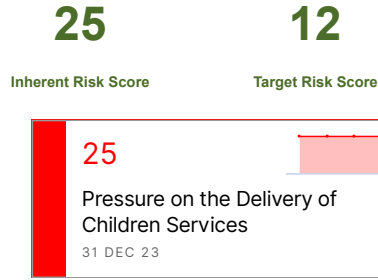 25 12
Inherent Risk Score Target Risk Score
25
Pressure on the Delivery of
Children Services
31 DEC 23